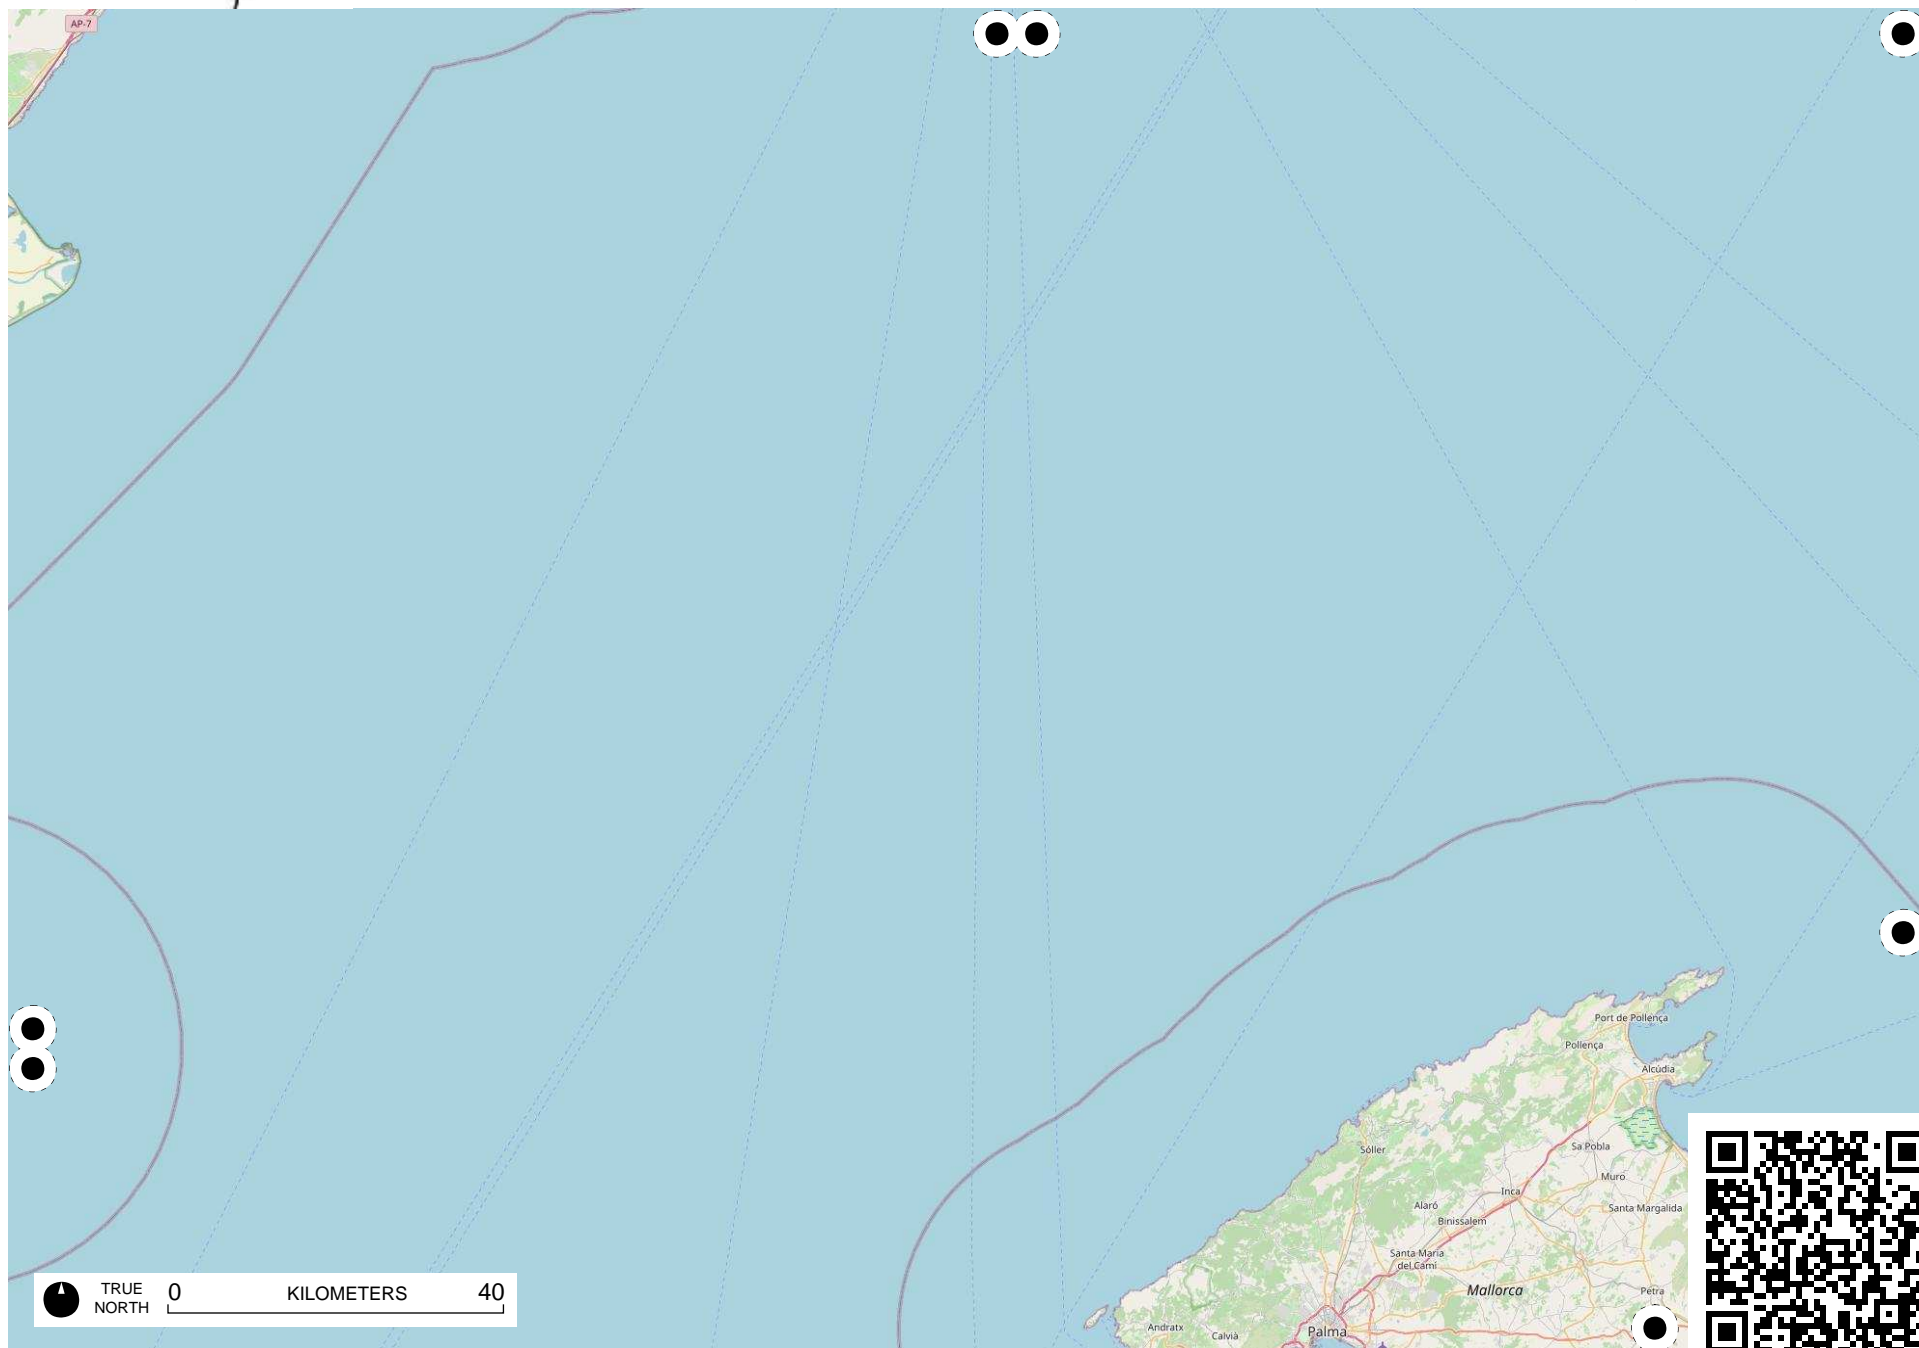 AP-7
Port de Pollença
Pollença
Alcúdia
Sóller
Sa Pobla
Muro
Inca
Alaró
Santa Margalida
Binissalem
Santa Maria
del Camí
Mallorca
Petra
Andratx
Calvià
Palma
TRUE
NORTH
0
KILOMETERS
40